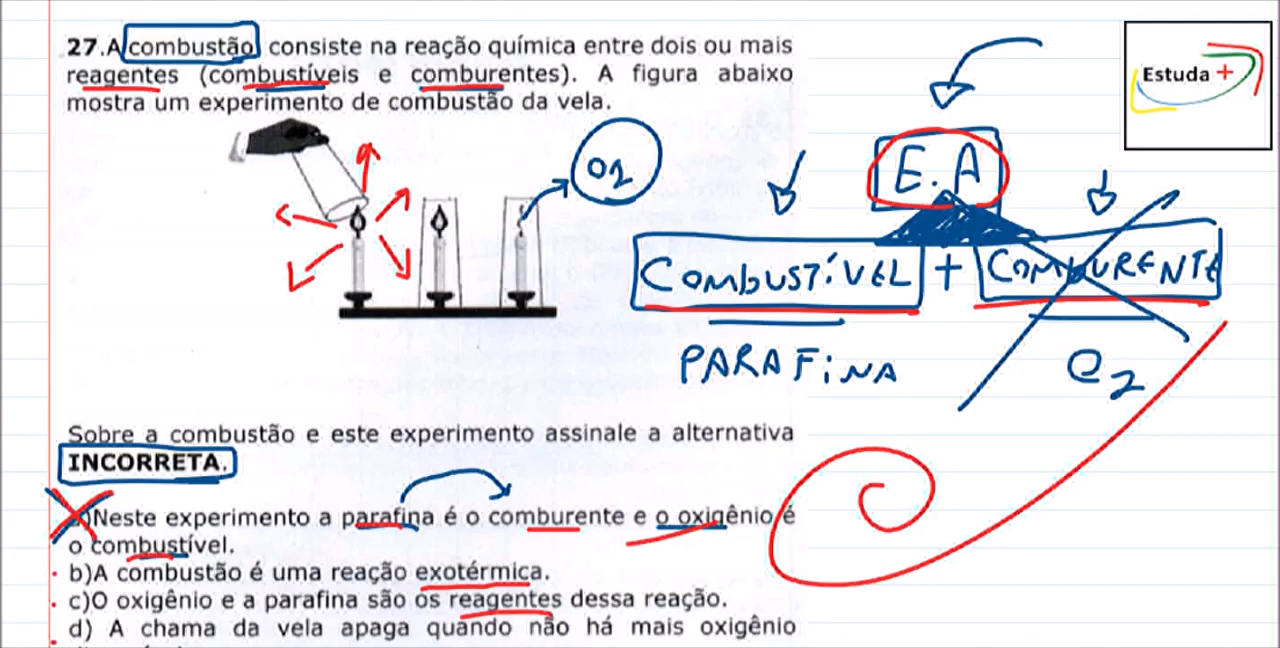 27.A combustão consiste na reação química entre dois ou mais
reagentes (combustíveis e comburentes). A figura abaixo
mostra um experimento de combustão da vela.
Estuda +
O2
E.A
COMBUSTÍVEL + COMBURENTE
PARAFINA
O2
Sobre a combustão e este experimento assinale a alternativa
INCORRETA.
a)Neste experimento a parafina é o comburente e o oxigênio é
o combustível.
b)A combustão é uma reação exotérmica.
c)O oxigênio e a parafina são os reagentes dessa reação.
d) A chama da vela apaga quando não há mais oxigênio